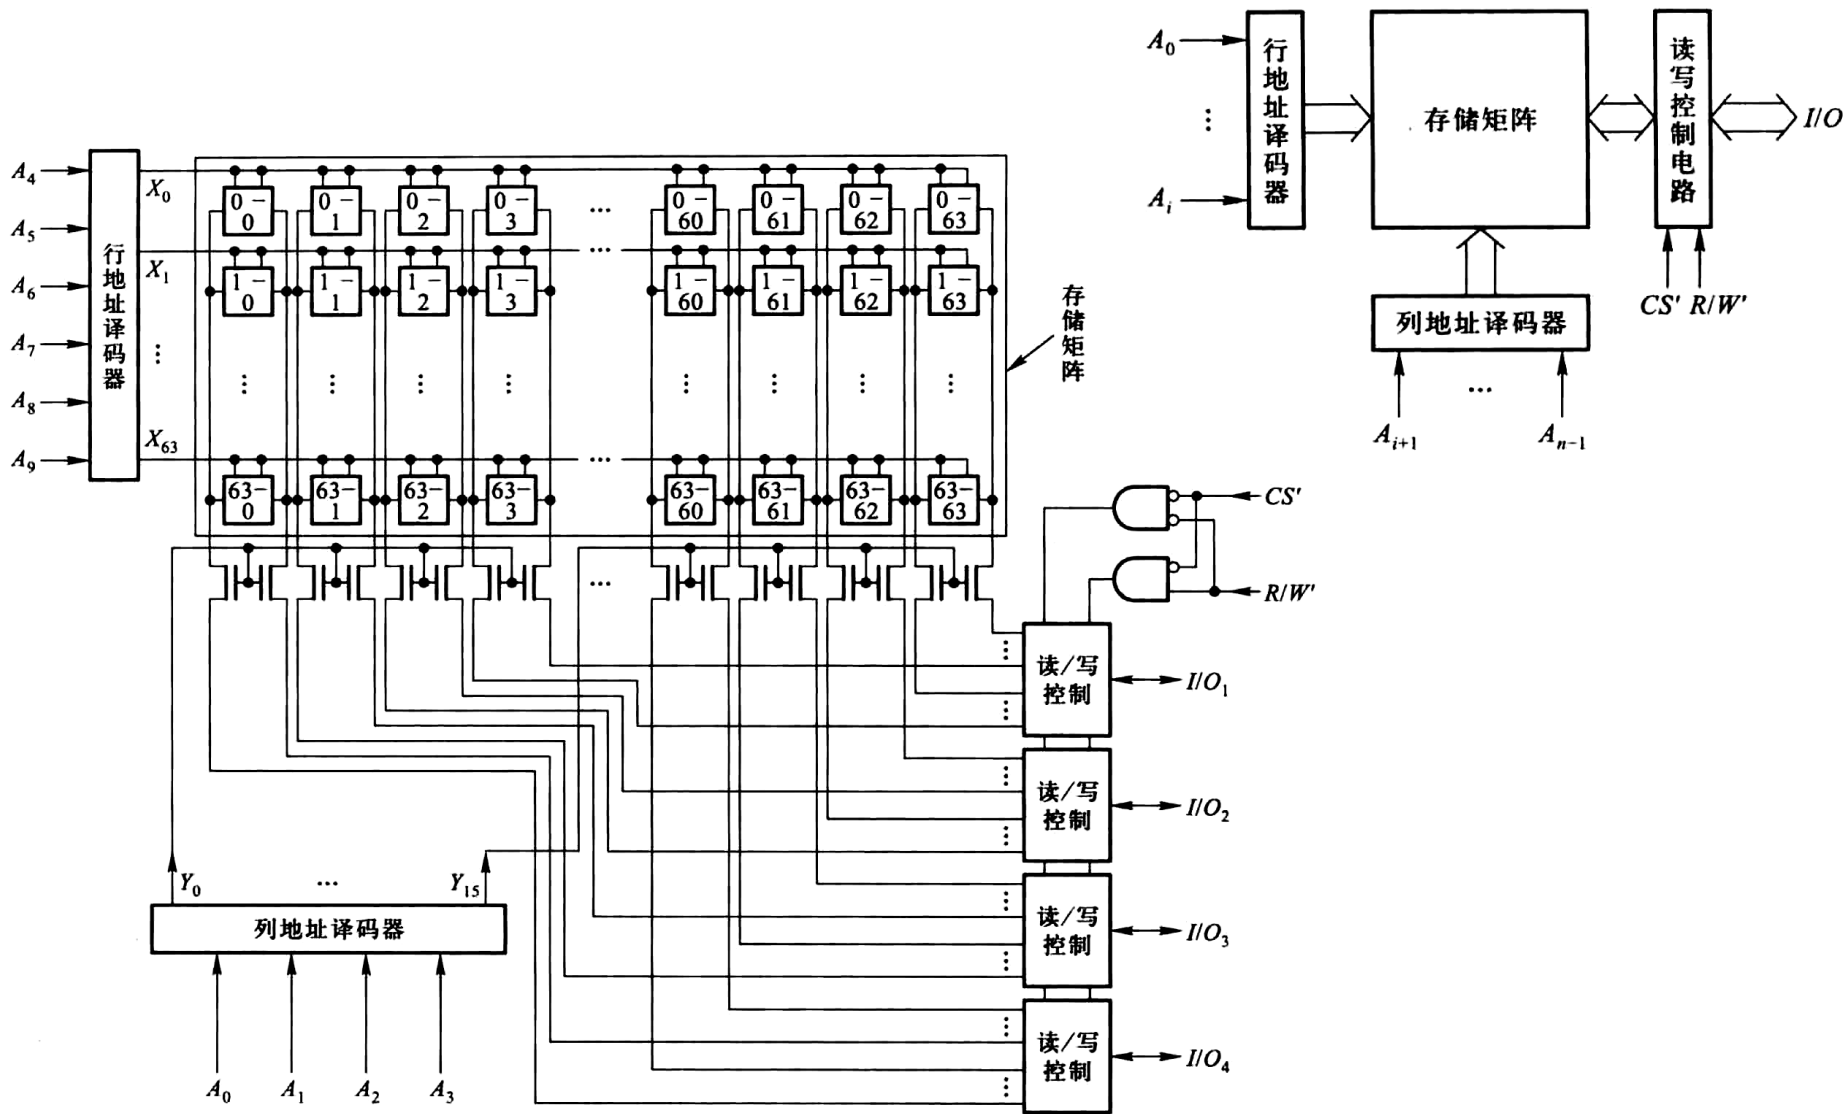 A₀
⋮
Aᵢ
行地址译码器
存储矩阵
读写控制电路
I/O
CS' R/W'
列地址译码器
Aᵢ₊₁ ... Aₙ₋₁
A₄
A₅
A₆
A₇
A₈
A₉
行地址译码器
X₀
X₁
⋮
X₆₃
0-0 0-1 0-2 0-3 ... 0-60 0-61 0-62 0-63
1-0 1-1 1-2 1-3 ... 1-60 1-61 1-62 1-63
⋮ ⋮ ⋮ ⋮ ⋮ ⋮ ⋮ ⋮
63-0 63-1 63-2 63-3 ... 63-60 63-61 63-62 63-63
存储矩阵
...
CS'
R/W'
读/写
控制
I/O₁
读/写
控制
I/O₂
读/写
控制
I/O₃
读/写
控制
I/O₄
Y₀ ... Y₁₅
列地址译码器
A₀ A₁ A₂ A₃